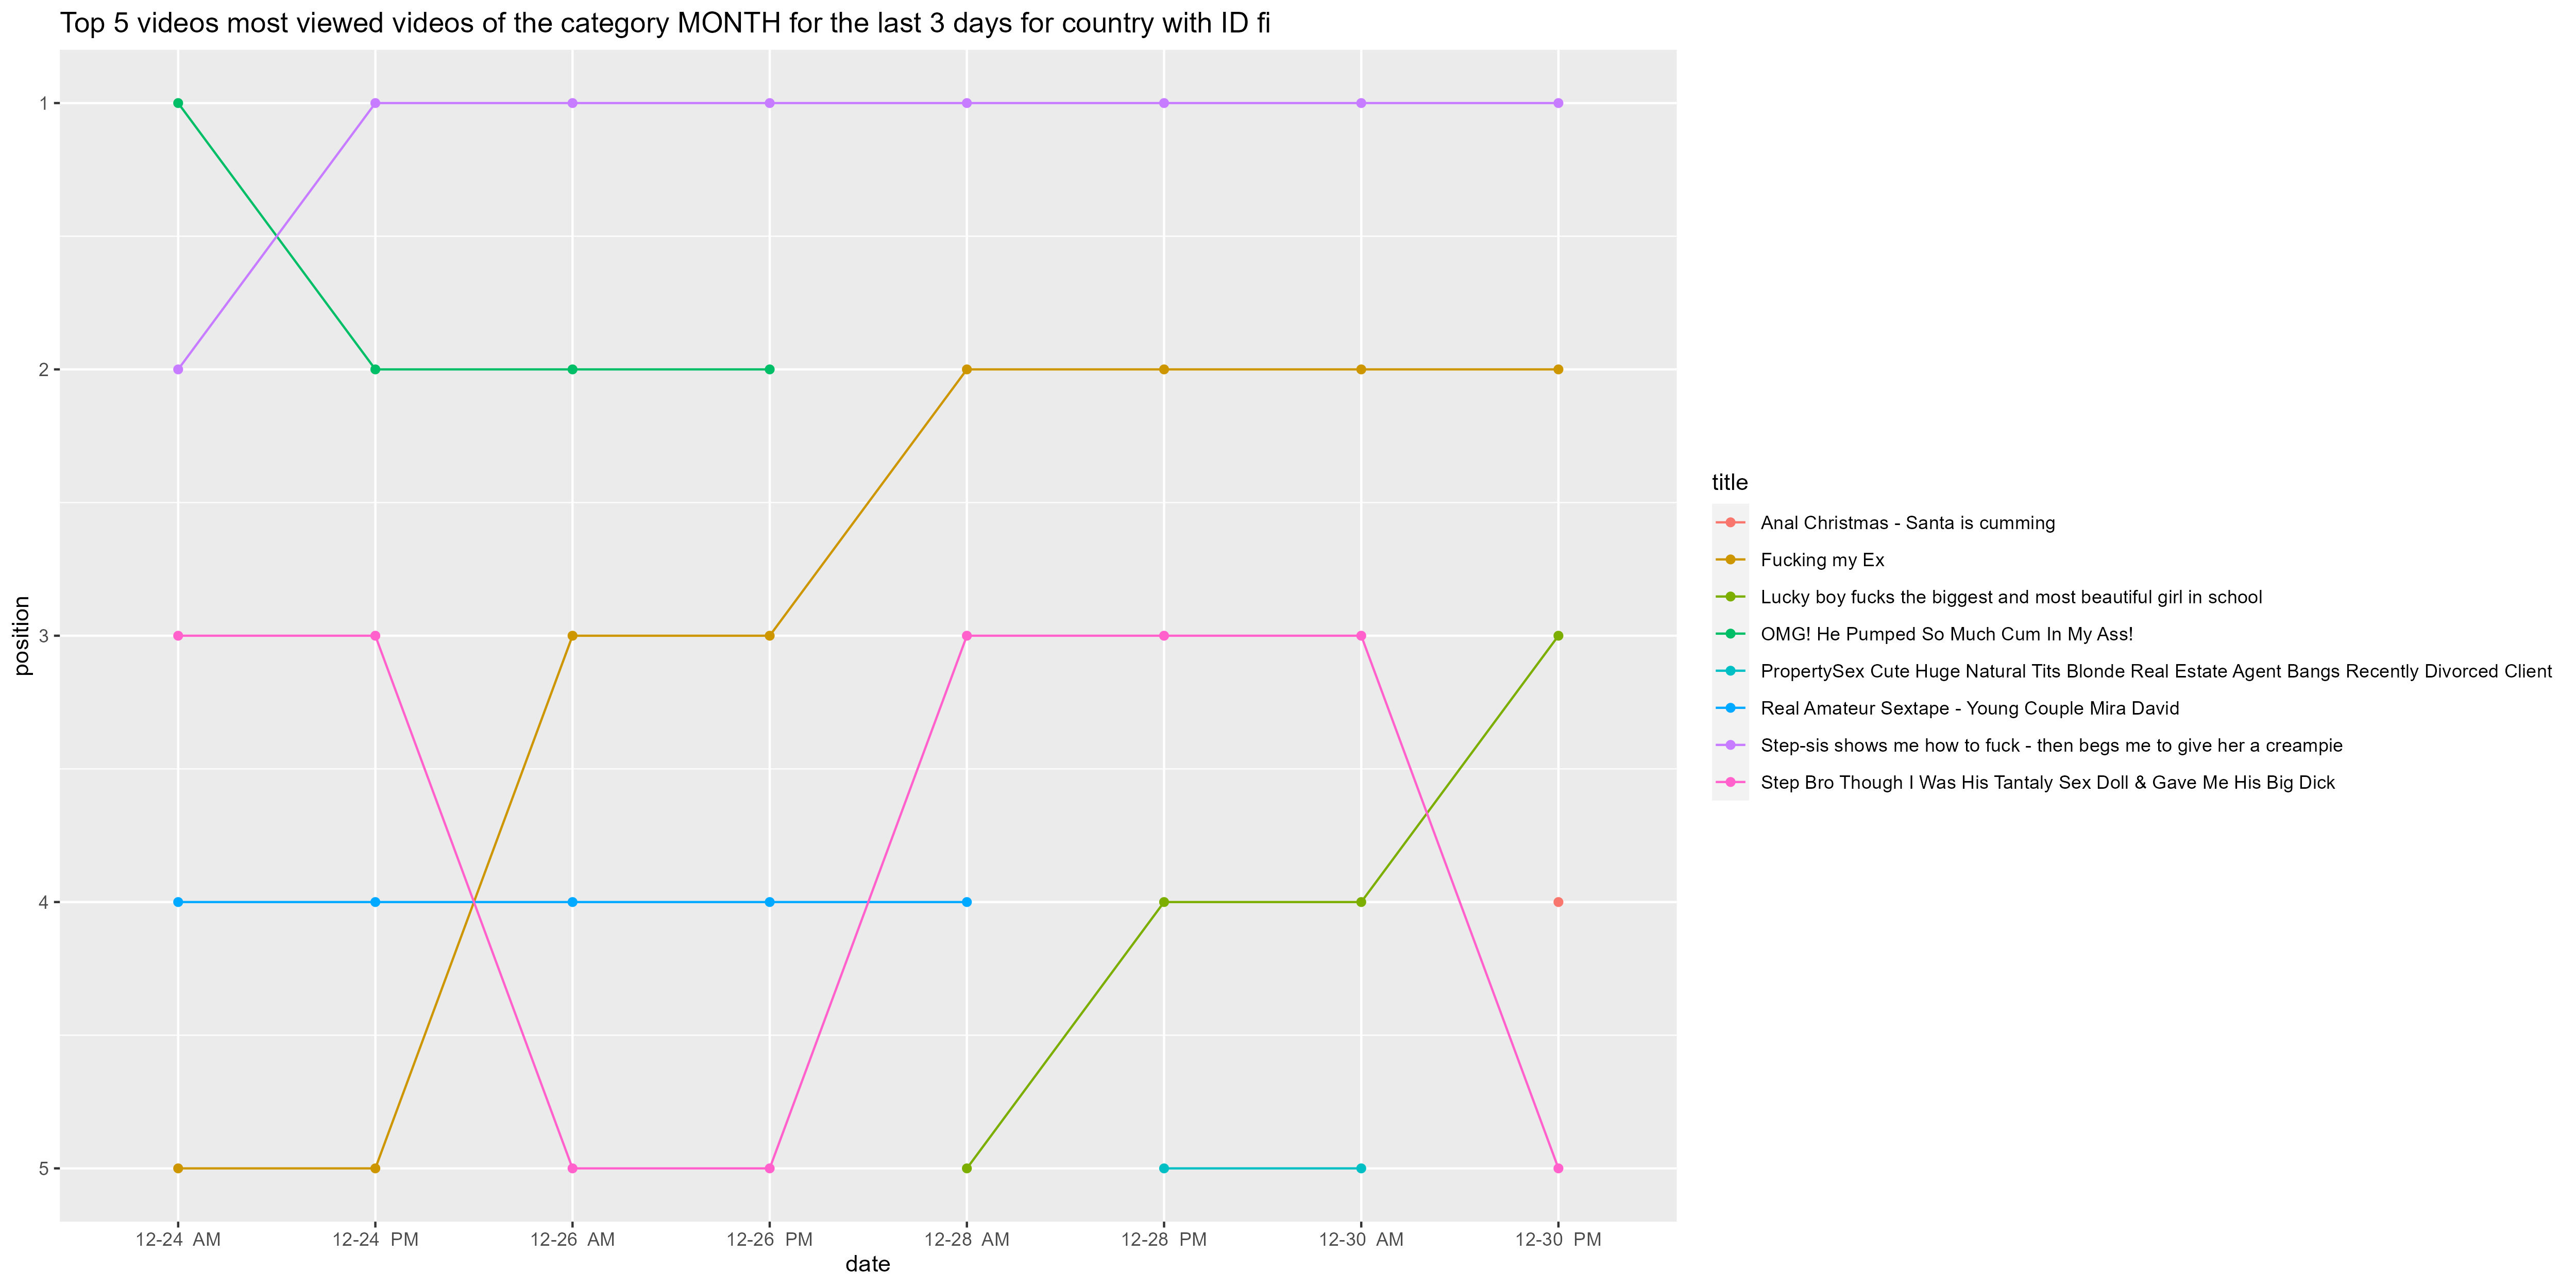 Top 5 videos most viewed videos of the category MONTH for the last 3 days for country with ID fi
position
1
2
3
4
5
12-24 AM
12-24 PM
12-26 AM
12-26 PM
12-28 AM
12-28 PM
12-30 AM
12-30 PM
date
title
Anal Christmas - Santa is cumming
Fucking my Ex
Lucky boy fucks the biggest and most beautiful girl in school
OMG! He Pumped So Much Cum In My Ass!
PropertySex Cute Huge Natural Tits Blonde Real Estate Agent Bangs Recently Divorced Client
Real Amateur Sextape - Young Couple Mira David
Step-sis shows me how to fuck - then begs me to give her a creampie
Step Bro Though I Was His Tantaly Sex Doll & Gave Me His Big Dick